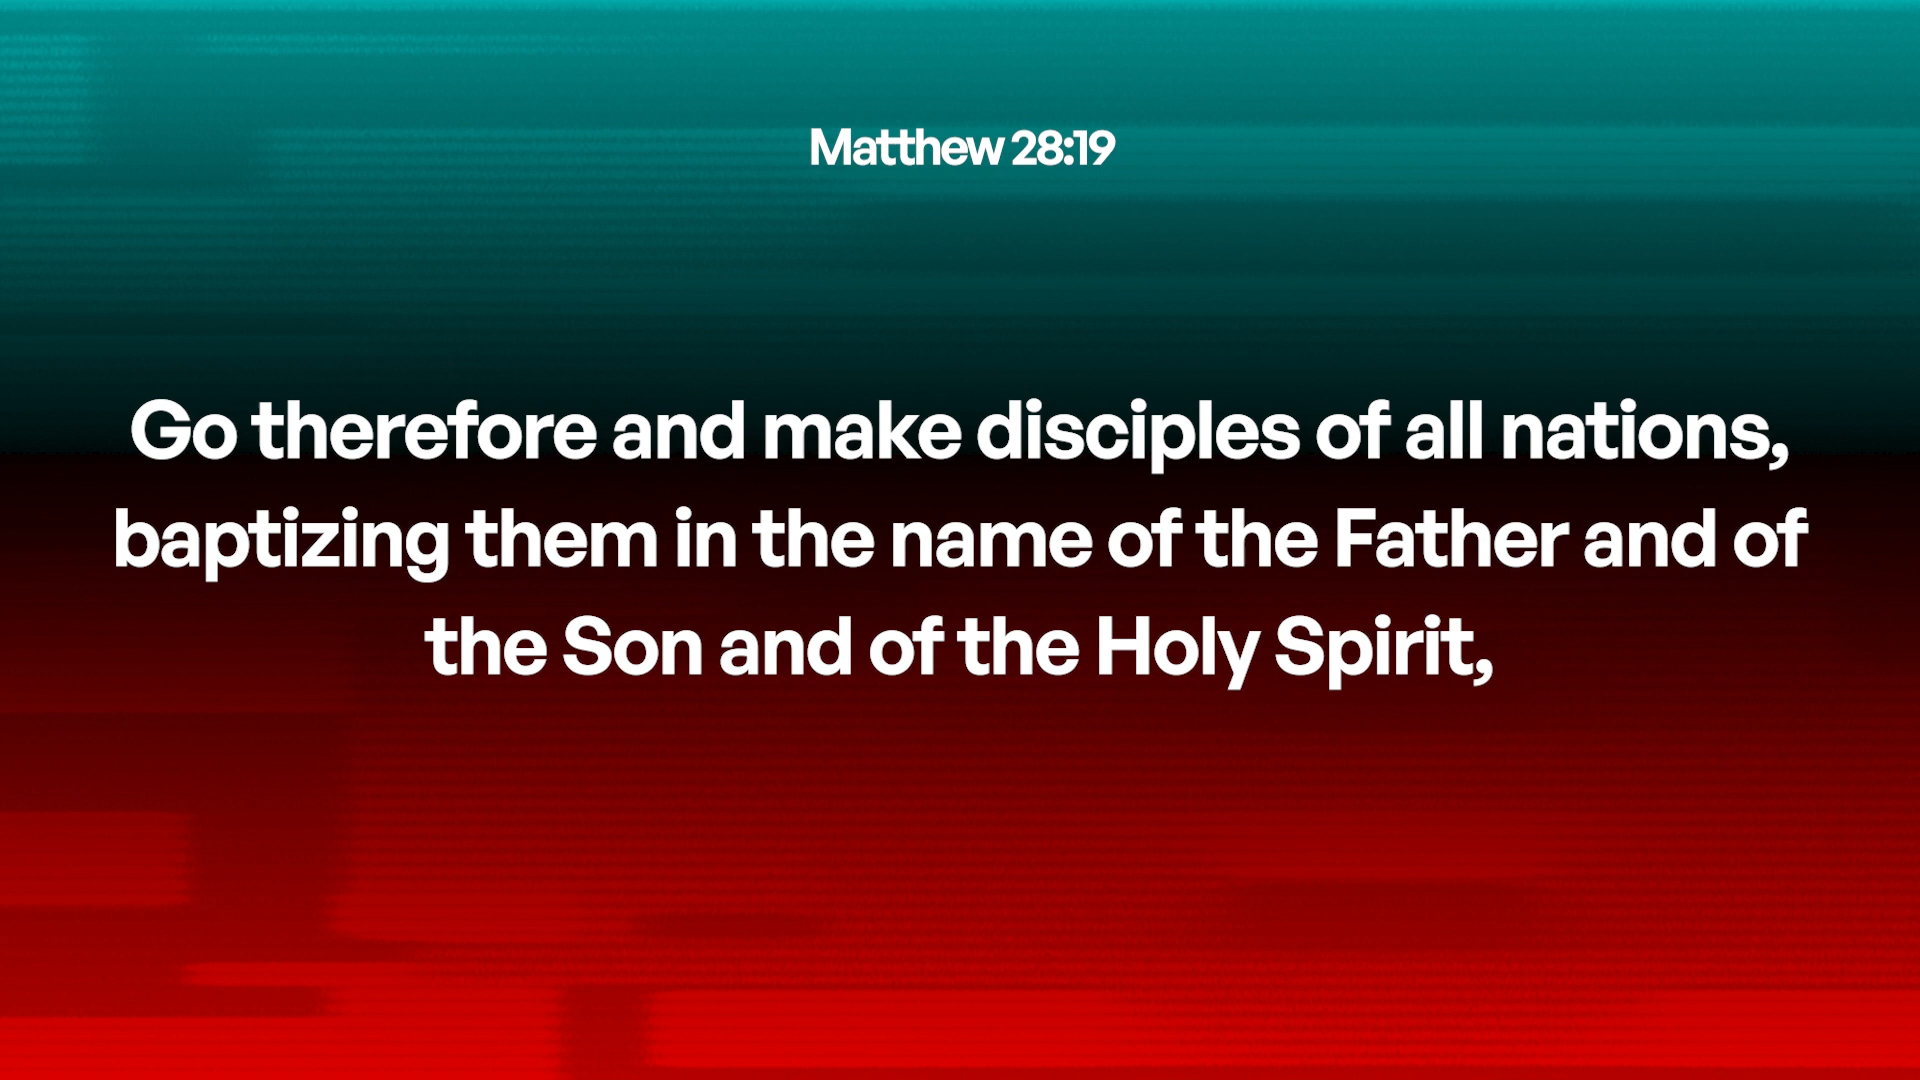 Matthew 28:19
Go therefore and make disciples of all nations,
baptizing them in the name of the Father and of
the Son and of the Holy Spirit,